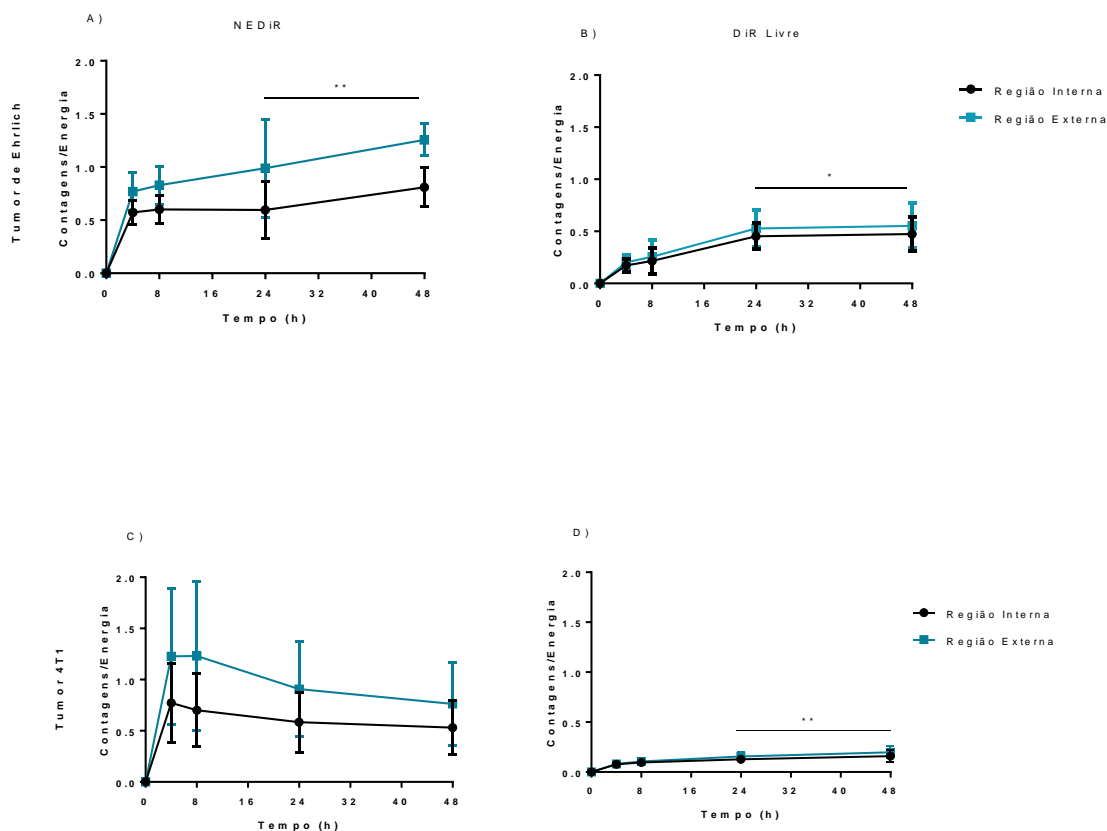 A)
NEDiR
Tumor de Ehrlich
Contagens/Energia
2.0
1.5
1.0
0.5
0.0
**
0 8 16 24 32 40 48
Tempo (h)
B)
DiR Livre
Contagens/Energia
2.0
1.5
1.0
0.5
0.0
*
0 8 16 24 32 40 48
Tempo (h)
Região Interna
Região Externa
C)
Tumor 4T1
Contagens/Energia
2.0
1.5
1.0
0.5
0.0
0 8 16 24 32 40 48
Tempo (h)
D)
Contagens/Energia
2.0
1.5
1.0
0.5
0.0
**
0 8 16 24 32 40 48
Tempo (h)
Região Interna
Região Externa